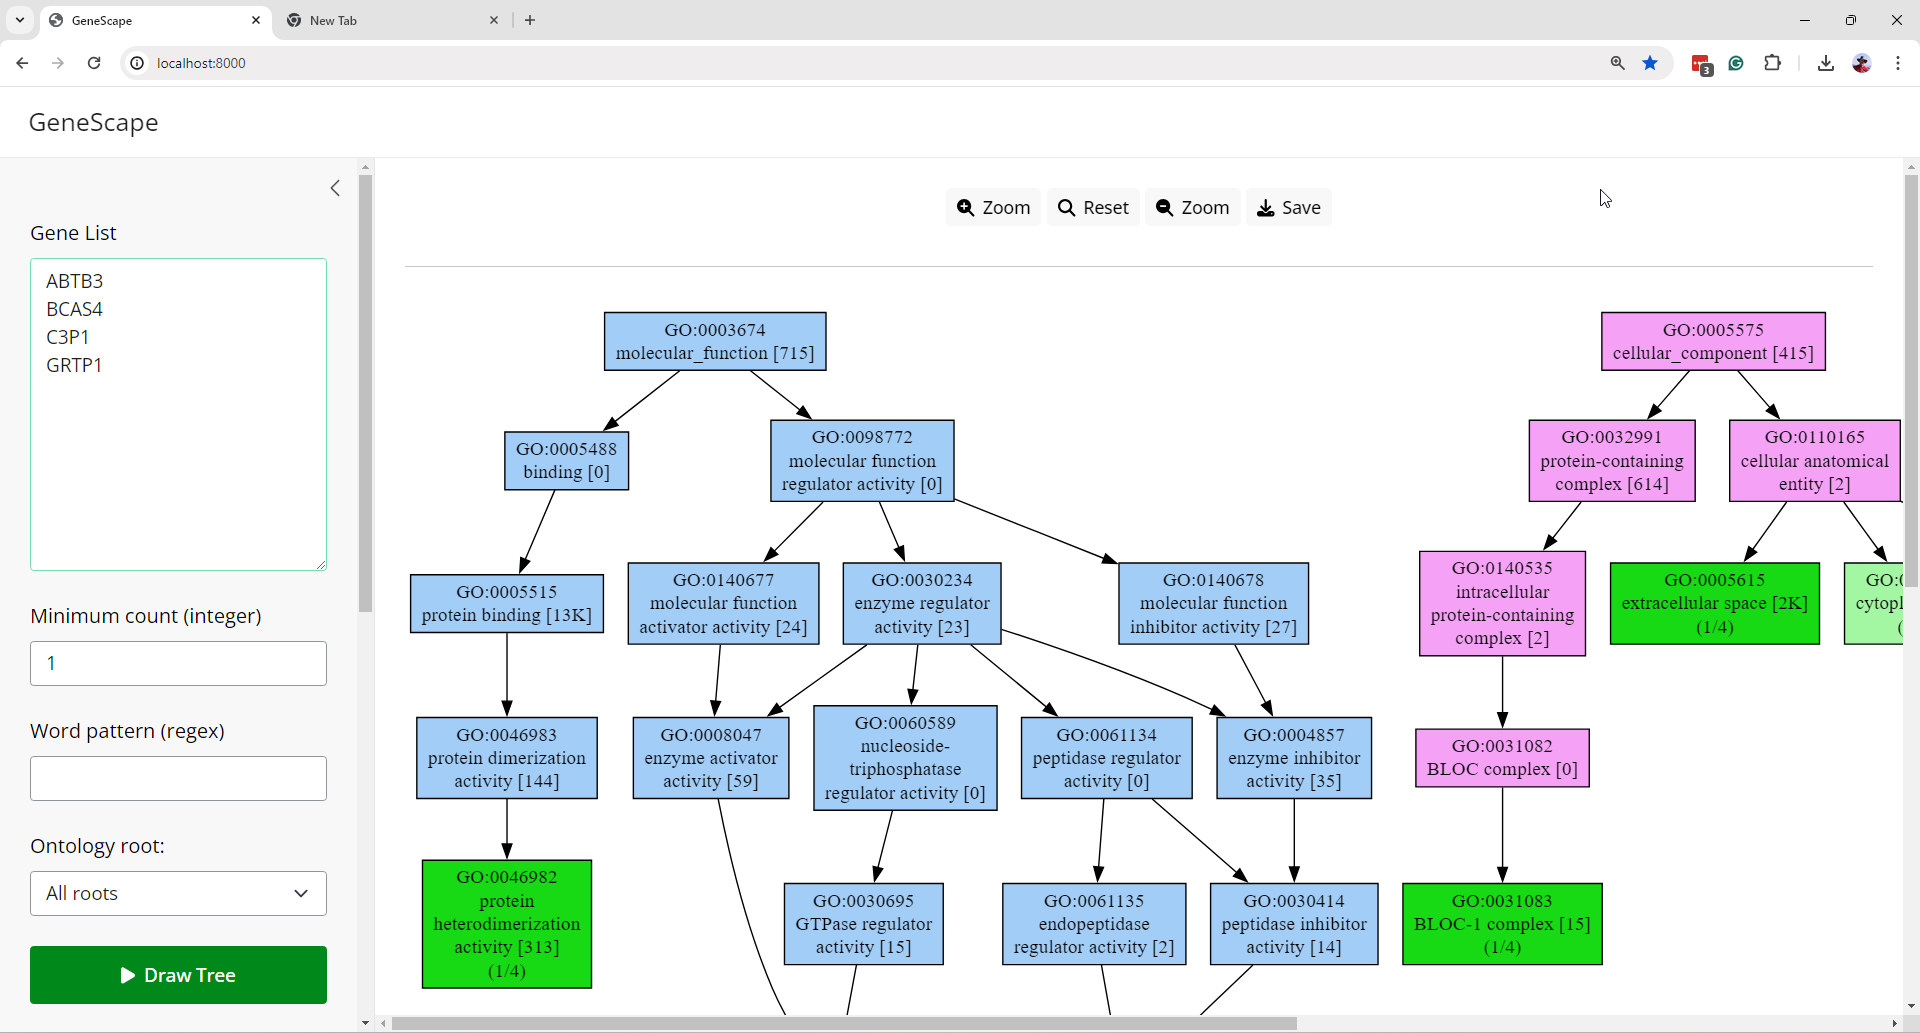 GeneScape
New Tab
localhost:8000
3
GeneScape
Gene List
ABTB3
BCAS4
C3P1
GRTP1
Minimum count (integer)
1
Word pattern (regex)
Ontology root:
All roots
Draw Tree
Zoom
Reset
Zoom
Save
GO:0003674
molecular_function [715]
GO:0005575
cellular_component [415]
GO:0005488
binding [0]
GO:0098772
molecular function
regulator activity [0]
GO:0032991
protein-containing
complex [614]
GO:0110165
cellular anatomical
entity [2]
GO:0005515
protein binding [13K]
GO:0140677
molecular function
activator activity [24]
GO:0030234
enzyme regulator
activity [23]
GO:0140678
molecular function
inhibitor activity [27]
GO:0140535
intracellular
protein-containing
complex [2]
GO:0005615
extracellular space [2K]
(1/4)
GO:0
cytopl
(
GO:0046983
protein dimerization
activity [144]
GO:0008047
enzyme activator
activity [59]
GO:0060589
nucleoside-
triphosphatase
regulator activity [0]
GO:0061134
peptidase regulator
activity [0]
GO:0004857
enzyme inhibitor
activity [35]
GO:0031082
BLOC complex [0]
GO:0046982
protein
heterodimerization
activity [313]
(1/4)
GO:0030695
GTPase regulator
activity [15]
GO:0061135
endopeptidase
regulator activity [2]
GO:0030414
peptidase inhibitor
activity [14]
GO:0031083
BLOC-1 complex [15]
(1/4)